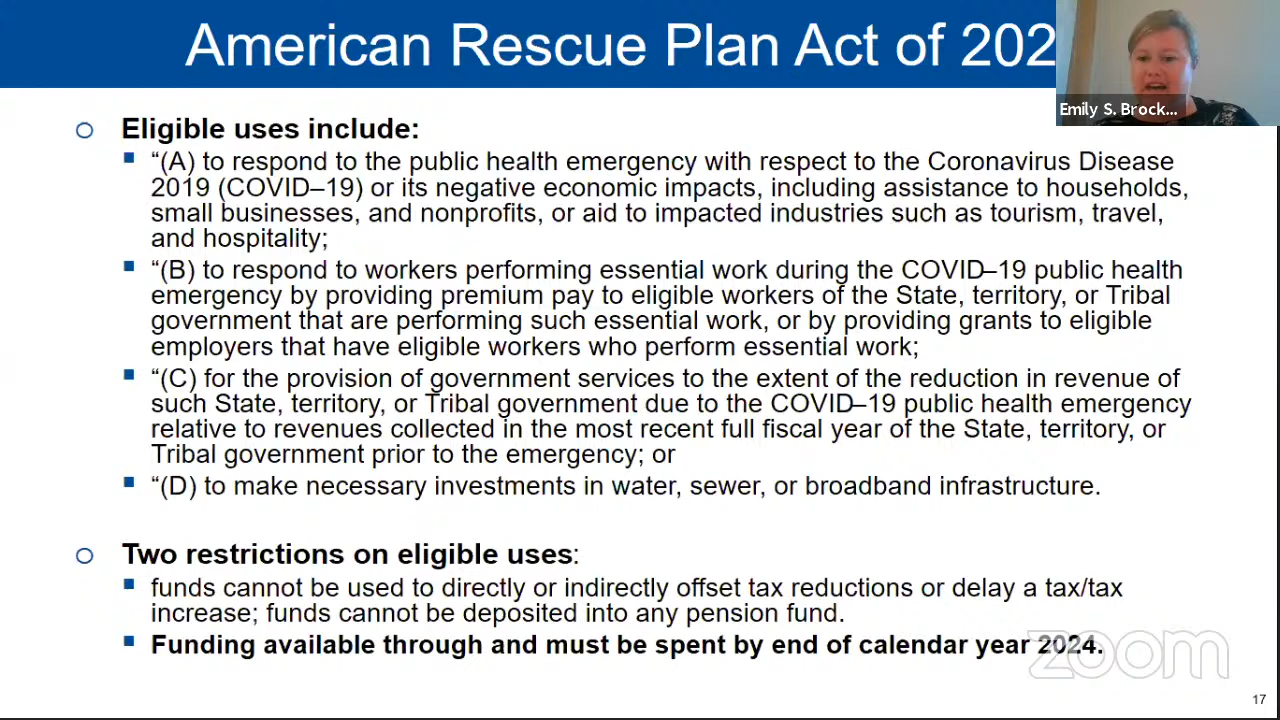 American Rescue Plan Act of 202
Emily S. Brock...
Eligible uses include:
“(A) to respond to the public health emergency with respect to the Coronavirus Disease
2019 (COVID–19) or its negative economic impacts, including assistance to households,
small businesses, and nonprofits, or aid to impacted industries such as tourism, travel,
and hospitality;
“(B) to respond to workers performing essential work during the COVID–19 public health
emergency by providing premium pay to eligible workers of the State, territory, or Tribal
government that are performing such essential work, or by providing grants to eligible
employers that have eligible workers who perform essential work;
“(C) for the provision of government services to the extent of the reduction in revenue of
such State, territory, or Tribal government due to the COVID–19 public health emergency
relative to revenues collected in the most recent full fiscal year of the State, territory, or
Tribal government prior to the emergency; or
“(D) to make necessary investments in water, sewer, or broadband infrastructure.
Two restrictions on eligible uses:
funds cannot be used to directly or indirectly offset tax reductions or delay a tax/tax
increase; funds cannot be deposited into any pension fund.
Funding available through and must be spent by end of calendar year 2024.
zoom
17